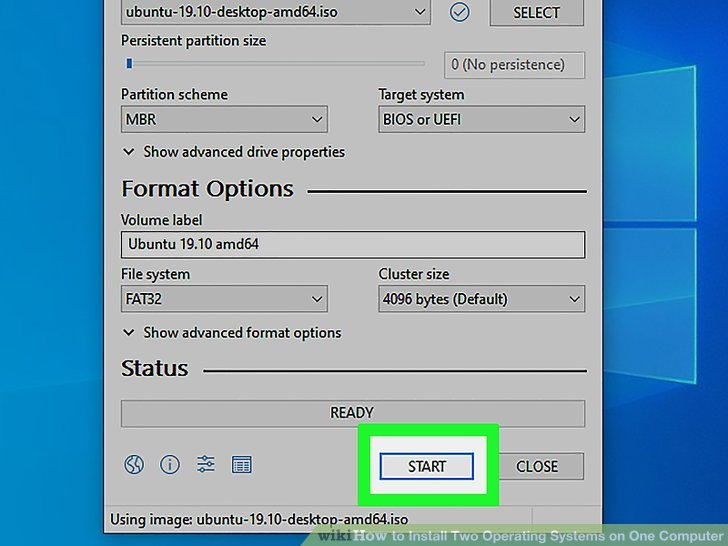 ubuntu-19.10-desktop-amd64.iso
SELECT
Persistent partition size
0 (No persistence)
Partition scheme
Target system
MBR
BIOS or UEFI
Show advanced drive properties
Format Options
Volume label
Ubuntu 19.10 amd64
File system
Cluster size
FAT32
4096 bytes (Default)
Show advanced format options
Status
READY
START
CLOSE
Using image: ubuntu-19.10-desktop-amd64.iso
wikiHow to Install Two Operating Systems on One Computer